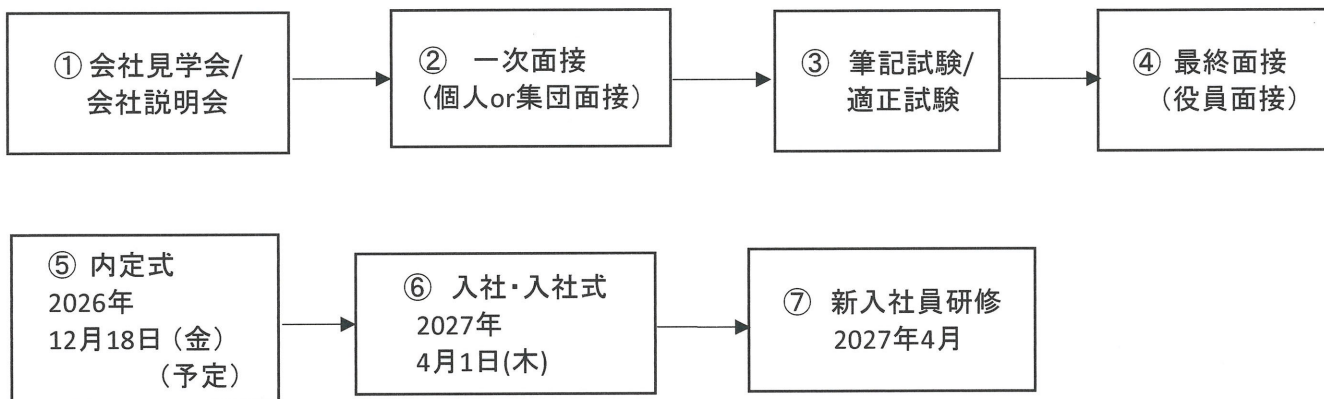 ① 会社見学会/
会社説明会
② 一次面接
（個人or集団面接）
③ 筆記試験/
適正試験
④ 最終面接
（役員面接）
⑤ 内定式
2026年
12月18日（金）
（予定）
⑥ 入社・入社式
2027年
4月1日(木)
⑦ 新入社員研修
2027年4月